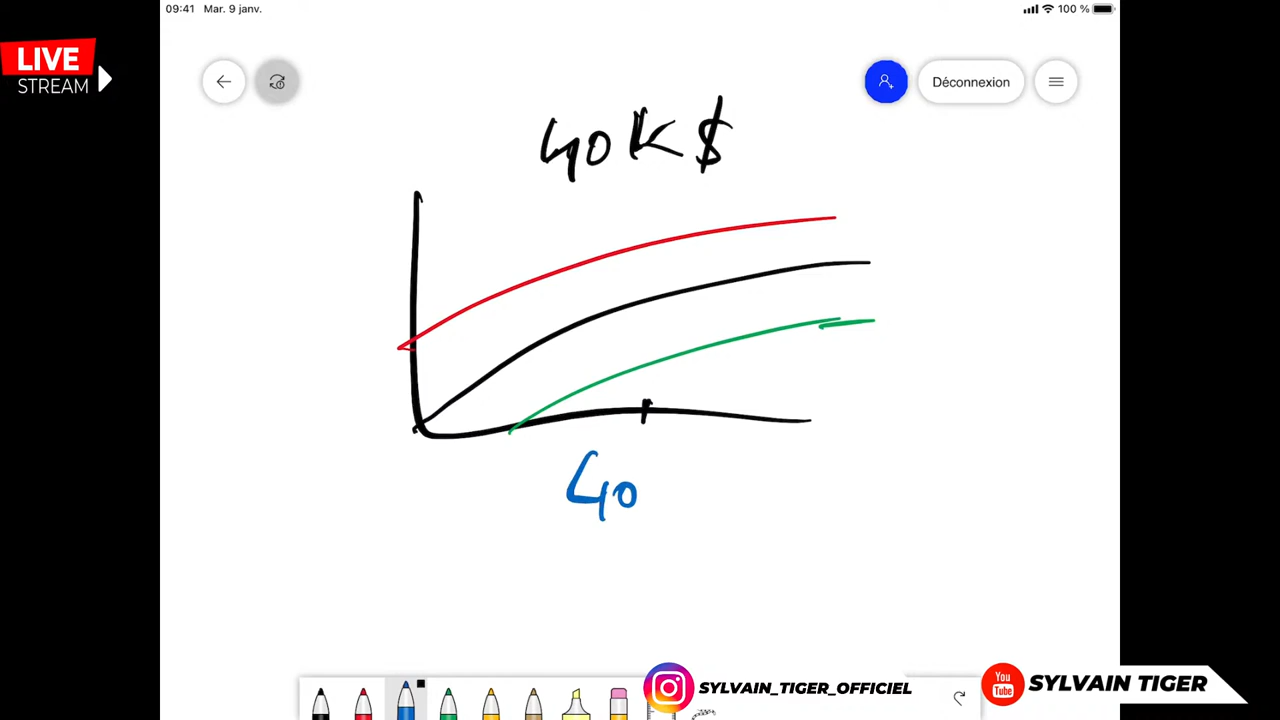 09:41 Mar. 9 janv. 100 %
LIVE
STREAM
Déconnexion
40K$
40
SYLVAIN_TIGER_OFFICIEL
You
Tube
SYLVAIN TIGER